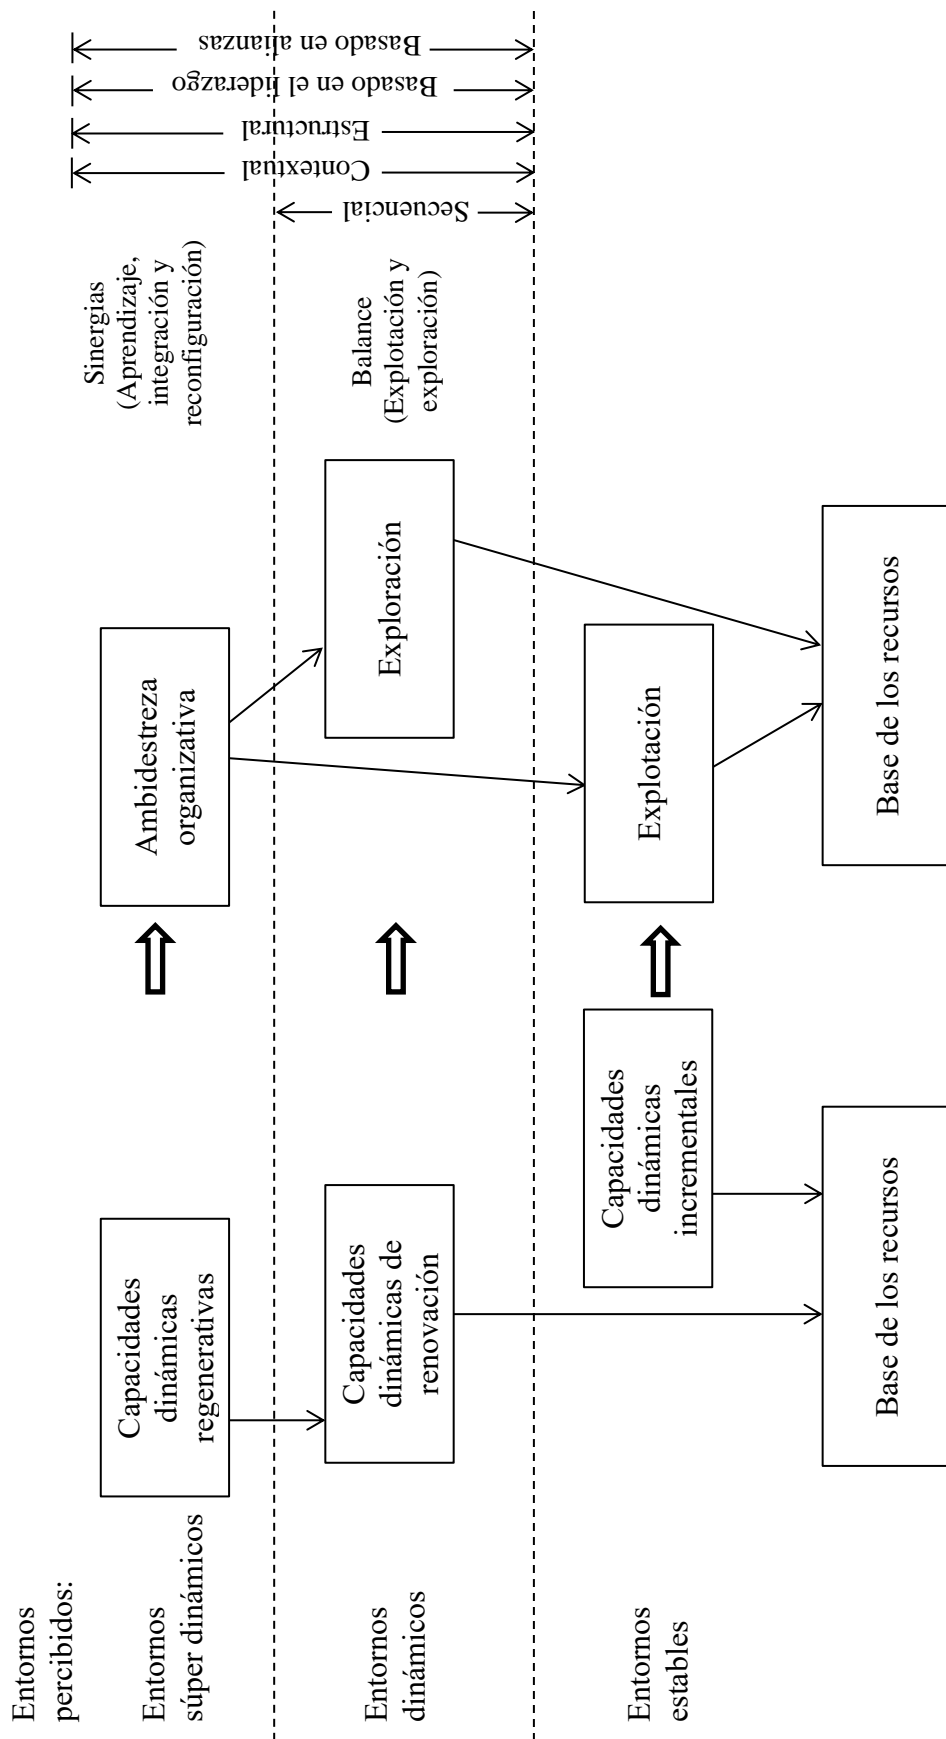 Entornos
percibidos:
Entornos
súper dinámicos
Entornos
dinámicos
Entornos
estables
Capacidades
dinámicas
regenerativas
Capacidades
dinámicas de
renovación
Capacidades
dinámicas
incrementales
Base de los recursos
Ambidestreza
organizativa
Exploración
Explotación
Base de los recursos
Sinergias
(Aprendizaje,
integración y
reconfiguración)
Balance
(Explotación y
exploración)
Secuencial
Contextual
Estructural
Basado en el liderazgo
Basado en alianzas